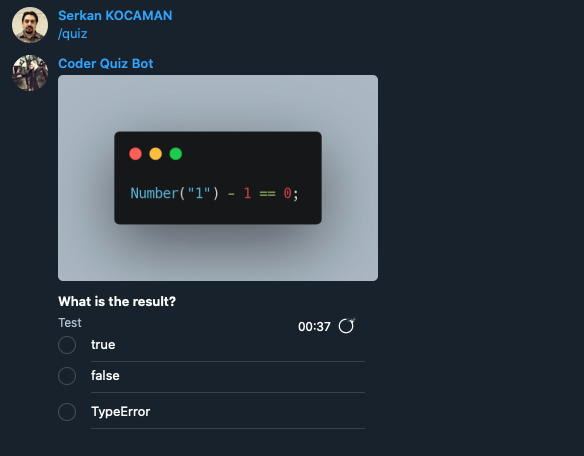 Serkan KOCAMAN
/quiz
Coder Quiz Bot
Number("1") - 1 == 0;
What is the result?
Test
00:37
true
false
TypeError